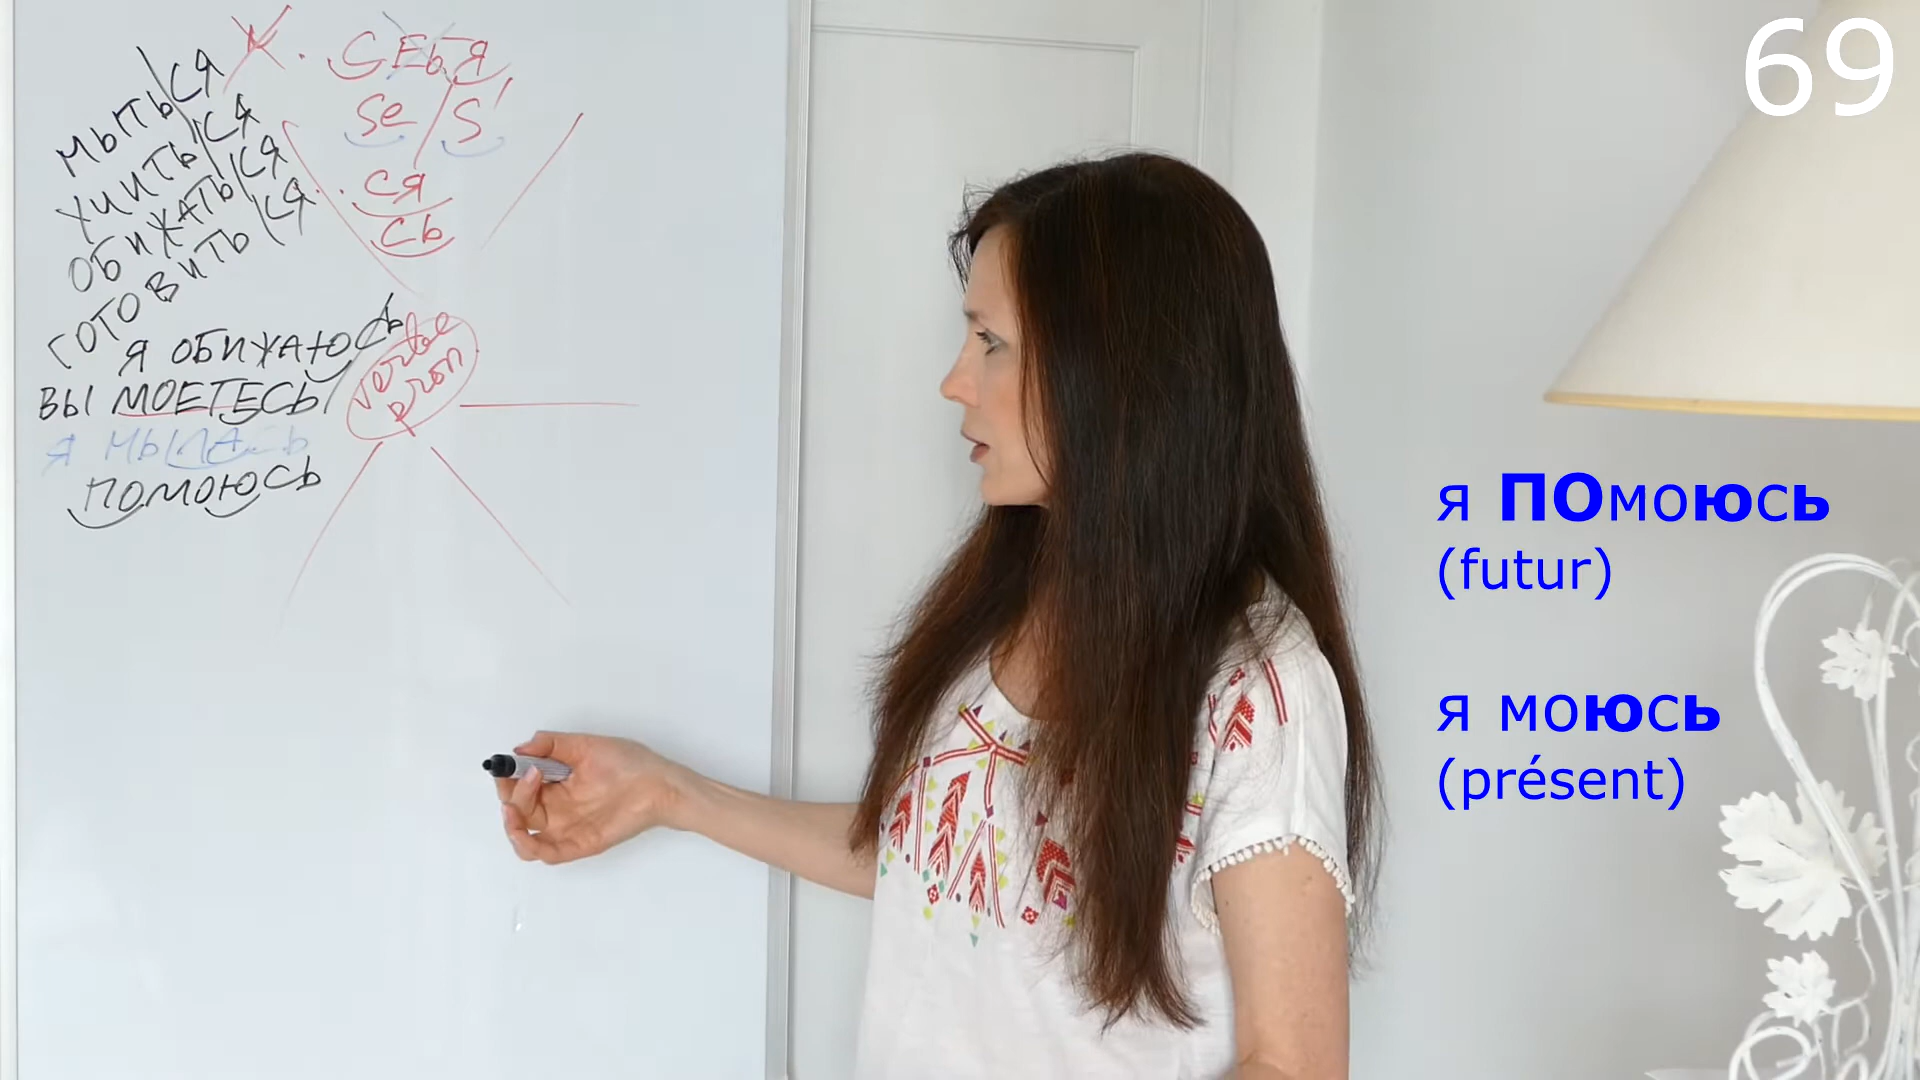 69
МЫТЬ|СЯ
УЧИТЬ|СЯ
ОБИЖАТЬ|СЯ
ГОТОВИТЬ|СЯ
Я ОБИЖАЮСЬ
ВЫ МОЕТЕСЬ
Я МЫЛАСЬ
ПОМОЮСЬ
СЕБЯ
se / s'
СЯ
СЬ
verbe
pron
я ПОмоюсь
(futur)
я моюсь
(présent)